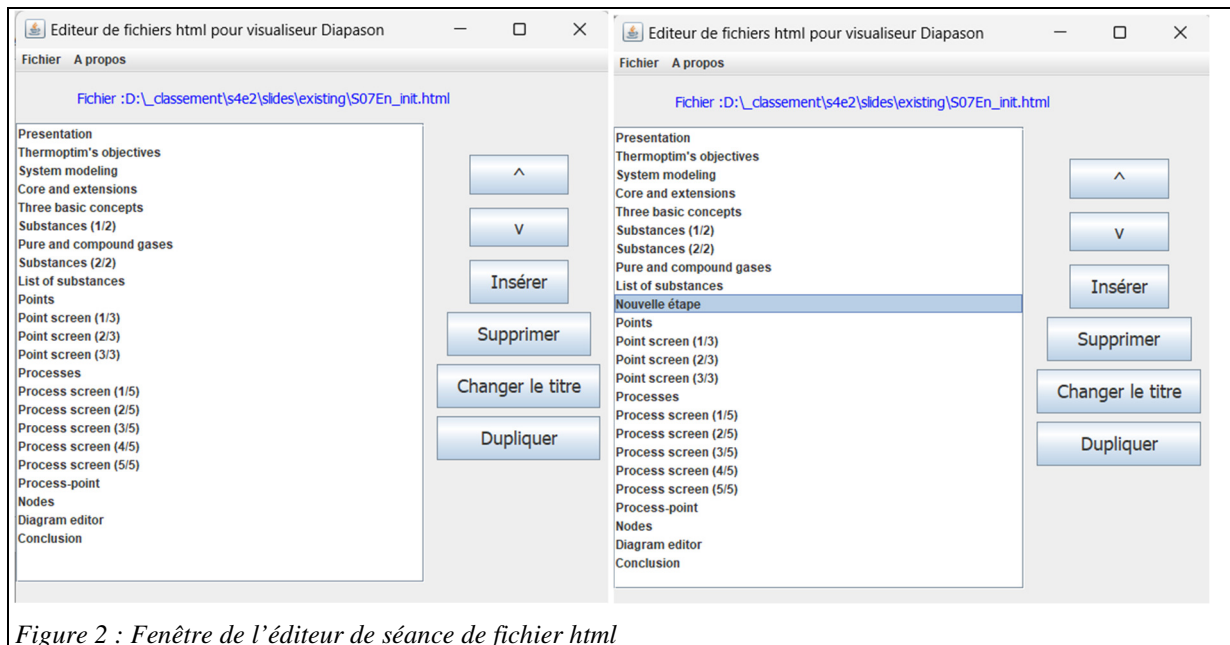 Editeur de fichiers html pour visualiseur Diapason
Fichier A propos
Fichier :D:\_classement\s4e2\slides\existing\S07En_init.html
Presentation
Thermoptim's objectives
System modeling
Core and extensions
Three basic concepts
Substances (1/2)
Pure and compound gases
Substances (2/2)
List of substances
Points
Point screen (1/3)
Point screen (2/3)
Point screen (3/3)
Processes
Process screen (1/5)
Process screen (2/5)
Process screen (3/5)
Process screen (4/5)
Process screen (5/5)
Process-point
Nodes
Diagram editor
Conclusion
^
v
Insérer
Supprimer
Changer le titre
Dupliquer
Editeur de fichiers html pour visualiseur Diapason
Fichier A propos
Fichier :D:\_classement\s4e2\slides\existing\S07En_init.html
Presentation
Thermoptim's objectives
System modeling
Core and extensions
Three basic concepts
Substances (1/2)
Substances (2/2)
Pure and compound gases
List of substances
Nouvelle étape
Points
Point screen (1/3)
Point screen (2/3)
Point screen (3/3)
Processes
Process screen (1/5)
Process screen (2/5)
Process screen (3/5)
Process screen (4/5)
Process screen (5/5)
Process-point
Nodes
Diagram editor
Conclusion
^
v
Insérer
Supprimer
Changer le titre
Dupliquer
Figure 2 : Fenêtre de l'éditeur de séance de fichier html